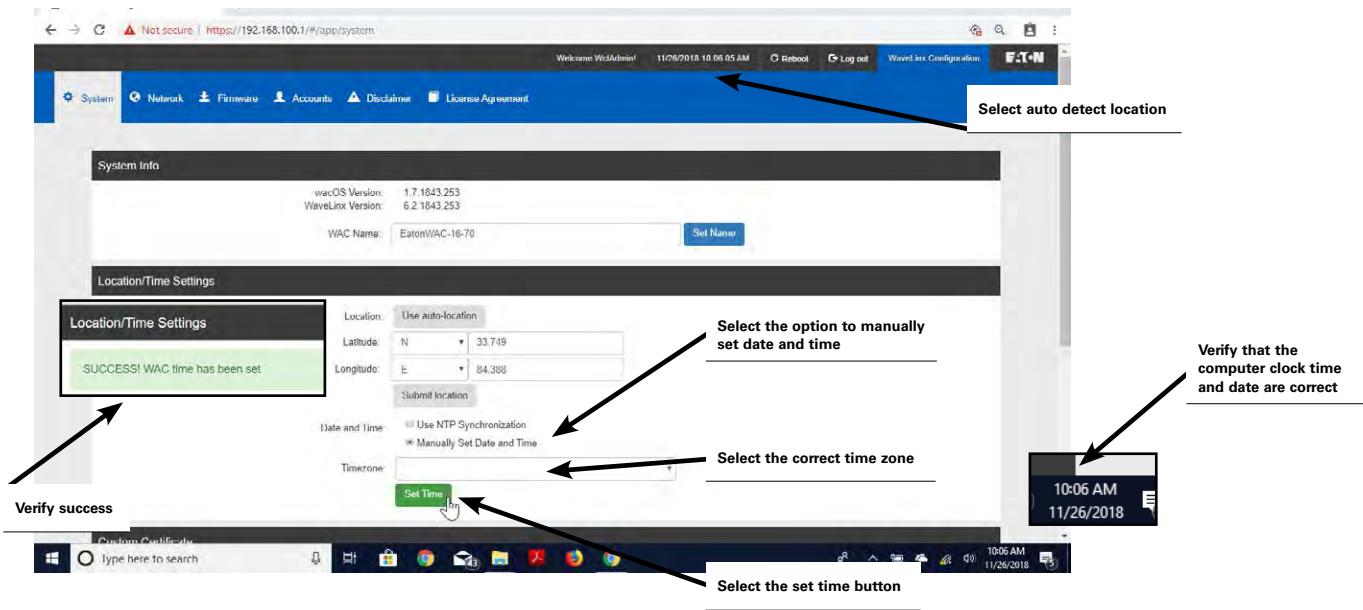 Not secure | https://192.168.100.1/#/app/system
Welcome WclAdmin! 11/26/2018 10:06:05 AM Reboot Log out WaveLinx Configuration EATON
System Network Firmware Accounts Disclaimer License Agreement
Select auto detect location
System Info
wacOS Version: 1.7.1843.253
WaveLinx Version: 6.2.1843.253
WAC Name: EatonWAC-16-70 Set Name
Location/Time Settings
Location/Time Settings
SUCCESS! WAC time has been set
Location: Use auto-location
Latitude: N 33.749
Longitude: E 84.388
Submit location
Date and Time: Use NTP Synchronization
Manually Set Date and Time
Timezone:
Set Time
Select the option to manually
set date and time
Select the correct time zone
Verify that the
computer clock time
and date are correct
10:06 AM
11/26/2018
Verify success
Custom Certificate
Type here to search
43
10:06 AM
11/26/2018
Select the set time button